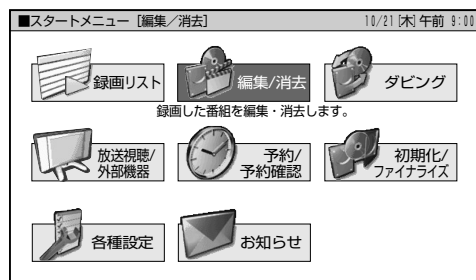 ■スタートメニュー［編集／消去］ 10/21[木]午前 9:00
録画リスト 編集/消去 ダビング
録画した番組を編集・消去します。
放送視聴/ 予約/ 初期化/
外部機器 予約確認 ファイナライズ
各種設定 お知らせ